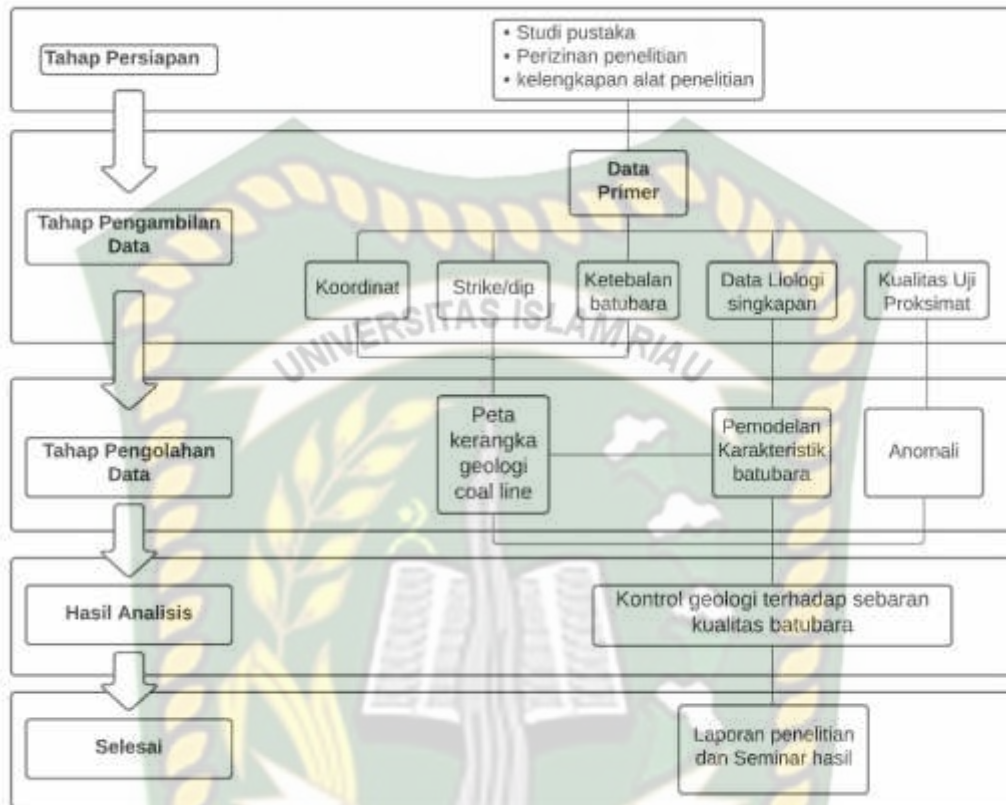 Tahap Persiapan
• Studi pustaka
• Perizinan penelitian
• kelengkapan alat penelitian
Data
Primer
Tahap Pengambilan
Data
Koordinat
Strike/dip
Ketebalan
batubara
Data Liologi
singkapan
Kualitas Uji
Proksimat
UNIVERSITAS ISLAM RIAU
Tahap Pengolahan
Data
Peta
kerangka
geologi
coal line
Pemodelan
Karakteristik
batubara
Anomali
Hasil Analisis
Kontrol geologi terhadap sebaran
kualitas batubara
Selesai
Laporan penelitian
dan Seminar hasil